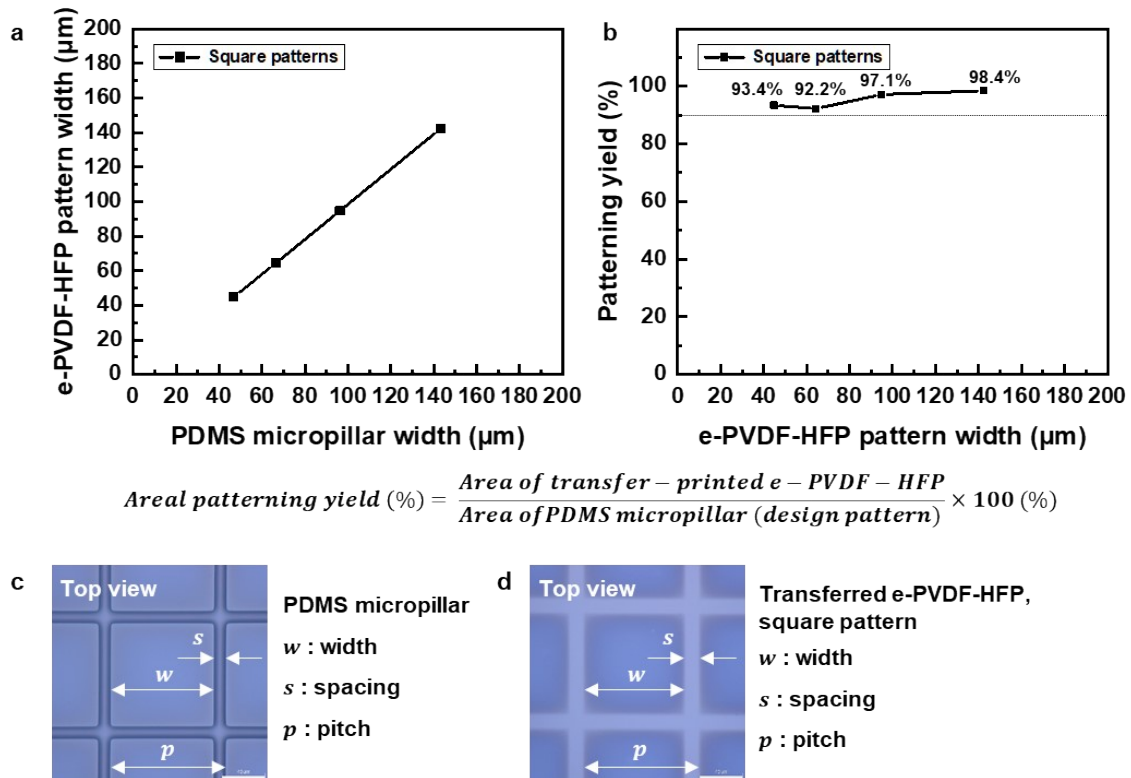 a
200
180
160
140
120
100
80
60
40
20
0
e-PVDF-HFP pattern width (µm)
Square patterns
0 20 40 60 80 100 120 140 160 180 200
PDMS micropillar width (µm)
b
100
80
60
40
20
0
Patterning yield (%)
Square patterns
93.4% 92.2% 97.1% 98.4%
0 20 40 60 80 100 120 140 160 180 200
e-PVDF-HFP pattern width (µm)
Areal patterning yield (%) = Area of transfer − printed e − PVDF − HFP / Area of PDMS micropillar (design pattern) × 100 (%)
c
Top view
s
w
p
PDMS micropillar
w : width
s : spacing
p : pitch
d
Top view
s
w
p
Transferred e-PVDF-HFP,
square pattern
w : width
s : spacing
p : pitch